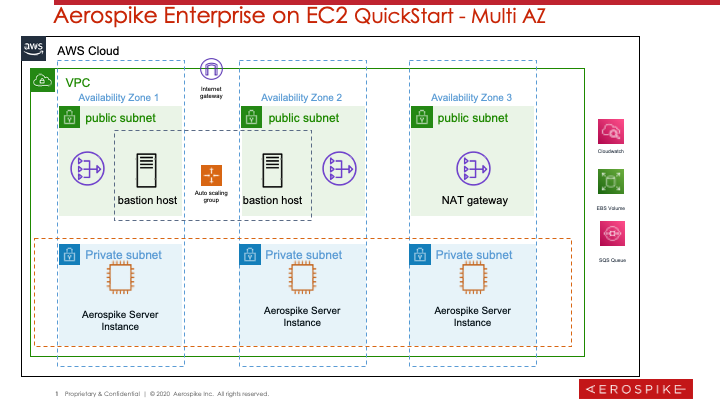 Aerospike Enterprise on EC2 QuickStart - Multi AZ
aws
AWS Cloud
VPC
Internet
gateway
Availability Zone 1
Availability Zone 2
Availability Zone 3
public subnet
public subnet
public subnet
bastion host
Auto scaling
group
bastion host
NAT gateway
Cloudwatch
EBS Volume
SQS Queue
Private subnet
Private subnet
Private subnet
Aerospike Server
Instance
Aerospike Server
Instance
Aerospike Server
Instance
1 Proprietary & Confidential | © 2020 Aerospike Inc. All rights reserved.
AEROSPIKE